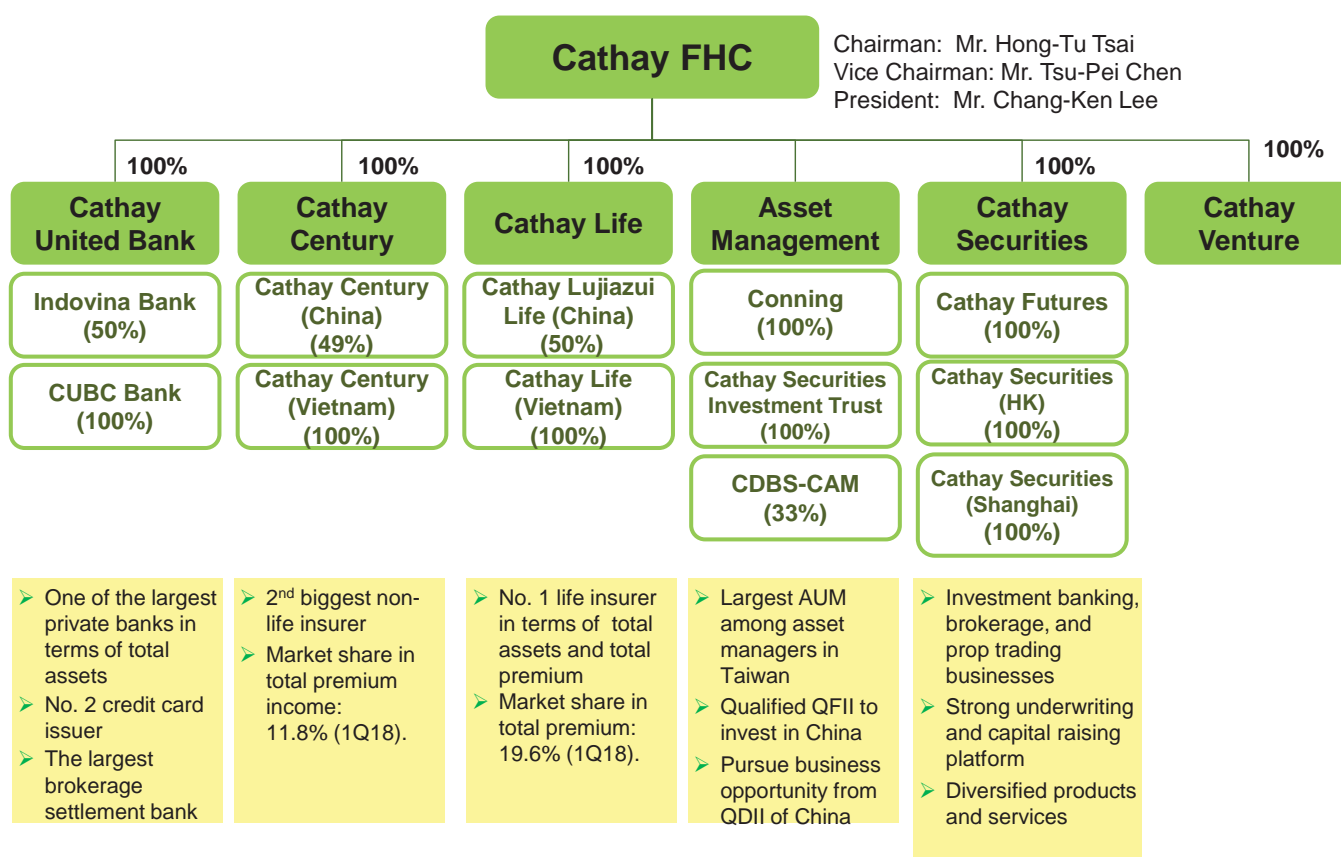 Cathay FHC
Chairman: Mr. Hong-Tu Tsai
Vice Chairman: Mr. Tsu-Pei Chen
President: Mr. Chang-Ken Lee
100%
100%
100%
100%
100%
Cathay
United Bank
Cathay
Century
Cathay Life
Asset
Management
Cathay
Securities
Cathay
Venture
Indovina Bank
(50%)
CUBC Bank
(100%)
Cathay Century
(China)
(49%)
Cathay Century
(Vietnam)
(100%)
Cathay Lujiazui
Life (China)
(50%)
Cathay Life
(Vietnam)
(100%)
Conning
(100%)
Cathay Securities
Investment Trust
(100%)
CDBS-CAM
(33%)
Cathay Futures
(100%)
Cathay Securities
(HK)
(100%)
Cathay Securities
(Shanghai)
(100%)
➢ One of the largest
private banks in
terms of total
assets
➢ No. 2 credit card
issuer
➢ The largest
brokerage
settlement bank
➢ 2nd biggest non-
life insurer
➢ Market share in
total premium
income:
11.8% (1Q18).
➢ No. 1 life insurer
in terms of total
assets and total
premium
➢ Market share in
total premium:
19.6% (1Q18).
➢ Largest AUM
among asset
managers in
Taiwan
➢ Qualified QFII to
invest in China
➢ Pursue business
opportunity from
QDII of China
➢ Investment banking,
brokerage, and
prop trading
businesses
➢ Strong underwriting
and capital raising
platform
➢ Diversified products
and services